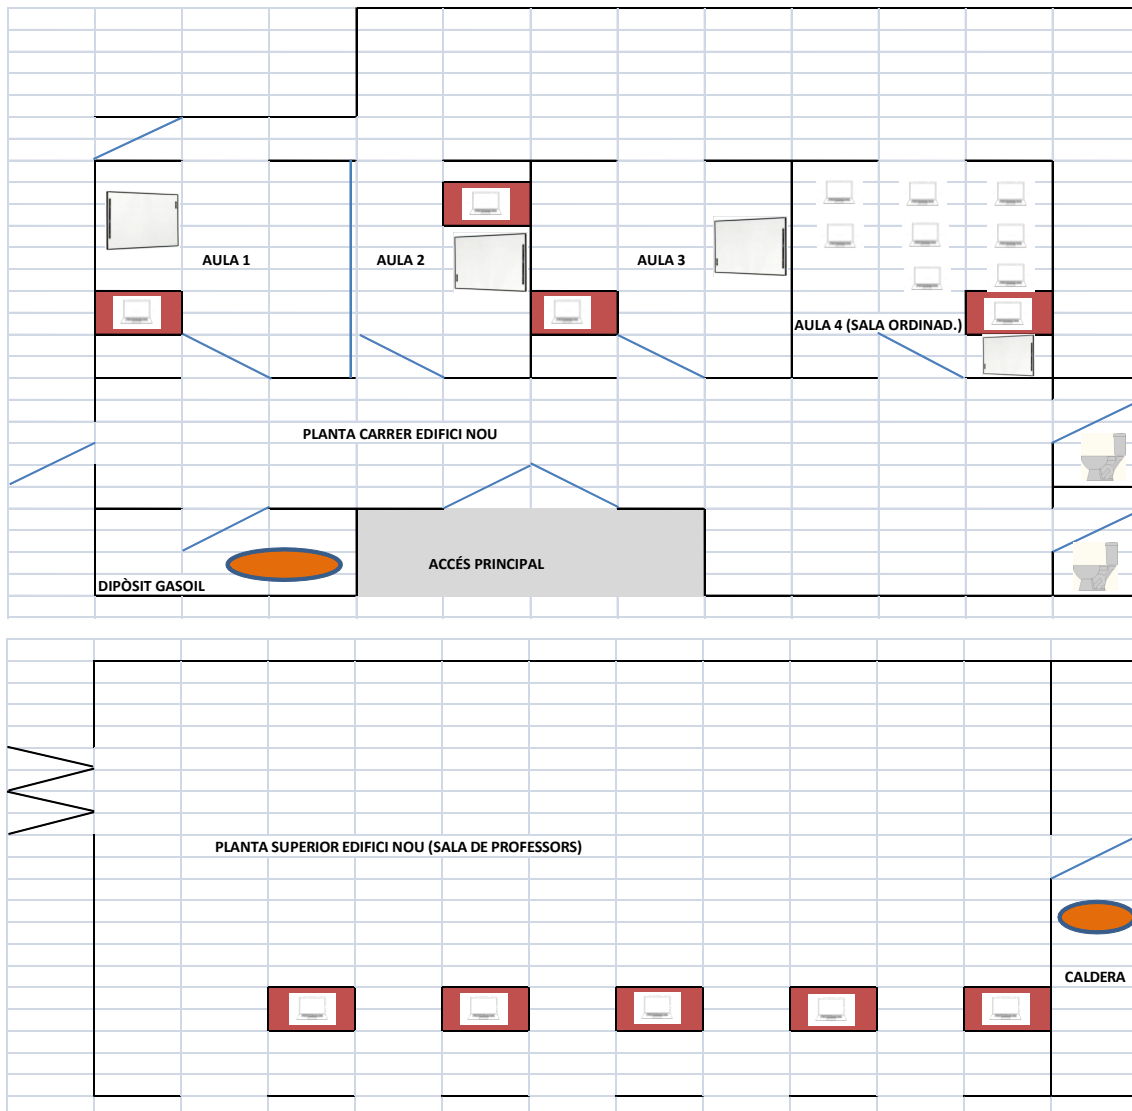 AULA 1
AULA 2
AULA 3
AULA 4 (SALA ORDINAD.)
PLANTA CARRER EDIFICI NOU
ACCÉS PRINCIPAL
DIPÒSIT GASOIL
PLANTA SUPERIOR EDIFICI NOU (SALA DE PROFESSORS)
CALDERA